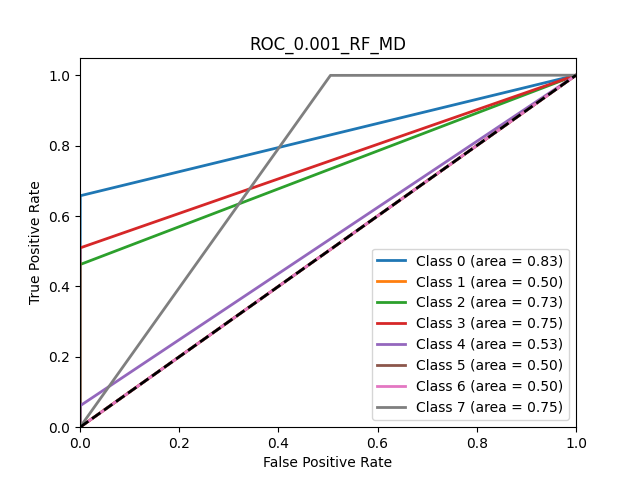 ROC_0.001_RF_MD
True Positive Rate
1.0
0.8
0.6
0.4
0.2
0.0
0.0 0.2 0.4 0.6 0.8 1.0
False Positive Rate
Class 0 (area = 0.83)
Class 1 (area = 0.50)
Class 2 (area = 0.73)
Class 3 (area = 0.75)
Class 4 (area = 0.53)
Class 5 (area = 0.50)
Class 6 (area = 0.50)
Class 7 (area = 0.75)